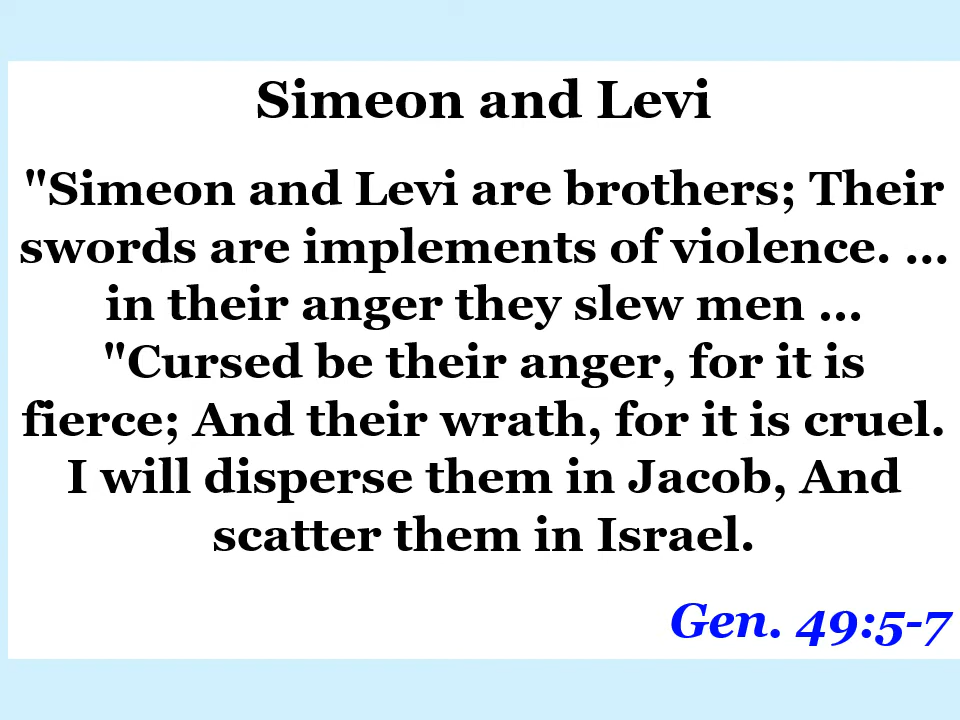 Simeon and Levi
"Simeon and Levi are brothers; Their
swords are implements of violence. ...
in their anger they slew men ...
"Cursed be their anger, for it is
fierce; And their wrath, for it is cruel.
I will disperse them in Jacob, And
scatter them in Israel.
Gen. 49:5-7